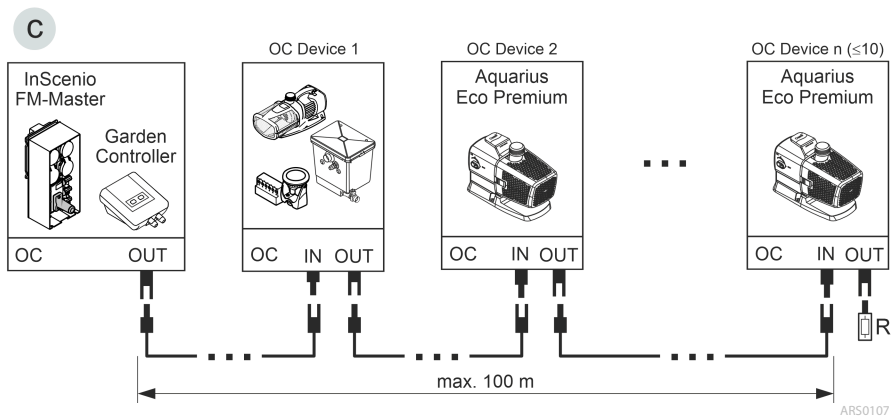 C
OC Device 1
OC Device 2
OC Device n (≤10)
InScenio
FM-Master
Garden
Controller
Aquarius
Eco Premium
Aquarius
Eco Premium
OC OUT
OC IN OUT
OC IN OUT
OC IN OUT
R
max. 100 m
ARS0107